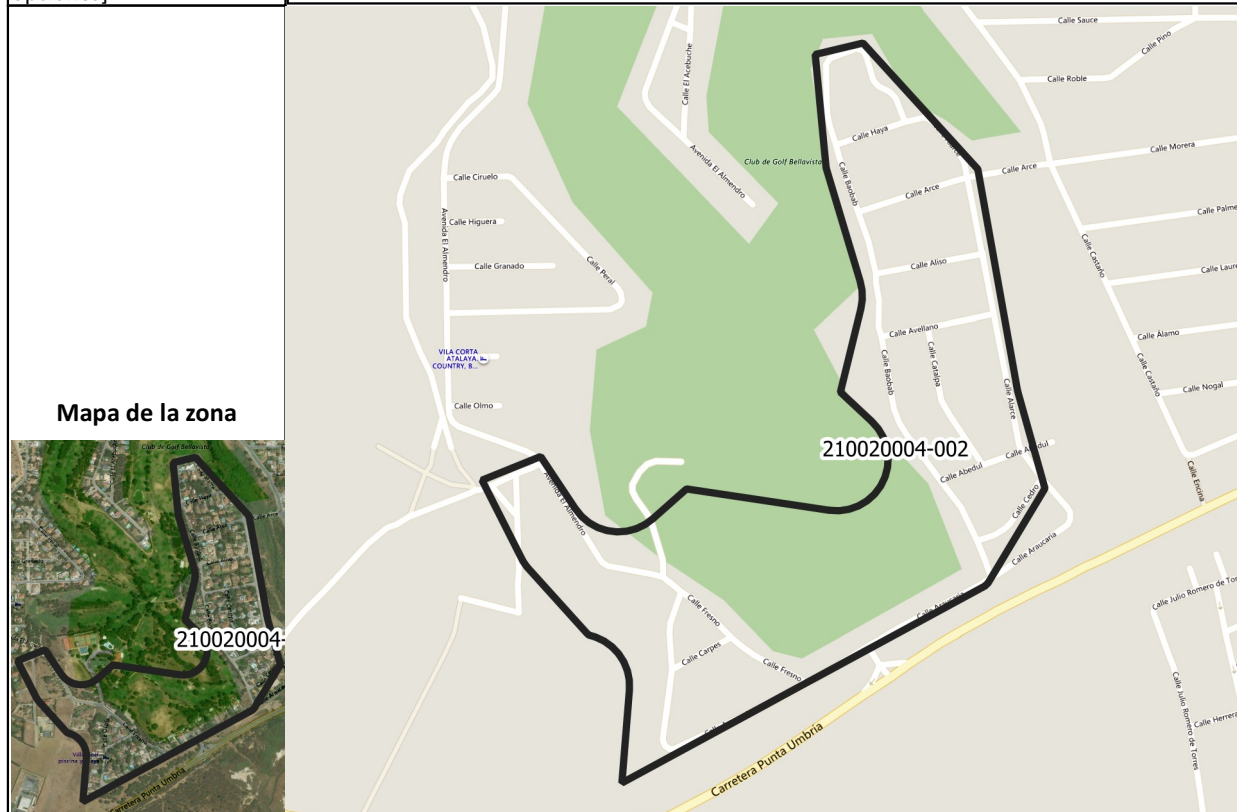 Calle Sauce
Calle Pino
Calle Roble
Calle El Acebuche
Calle Haya
Calle Morera
Avenida El Almendro
Club de Golf Bellavista
Calle Arce
Calle Ciruelo
Calle Baobab
Calle Arce
Calle Palme
Avenida El Almendro
Calle Higuera
Calle Castaño
Calle Granado
Calle Peral
Calle Aliso
Calle Laure
Calle Avellano
Calle Álamo
VILA CORTA
ATALAYA
COUNTRY, B...
Calle Baobab
Calle Catalpa
Calle Castaño
Calle Alarce
Calle Nogal
Calle Olmo
Mapa de la zona
210020004-002
Calle Abedul
Calle Abedul
Calle Encina
Club de Golf Bellavista
Avenida El Almendro
Calle Cedro
Calle Arce
Calle Araucaria
Calle Araucaria
Calle Fresno
Calle Julio Romero de Tor
210020004-
Calle Carpes
Calle Fresno
Calle Julio Romero de Torres
Calle Herrera
Carretera Punta Umbría
Carretera Punta Umbría